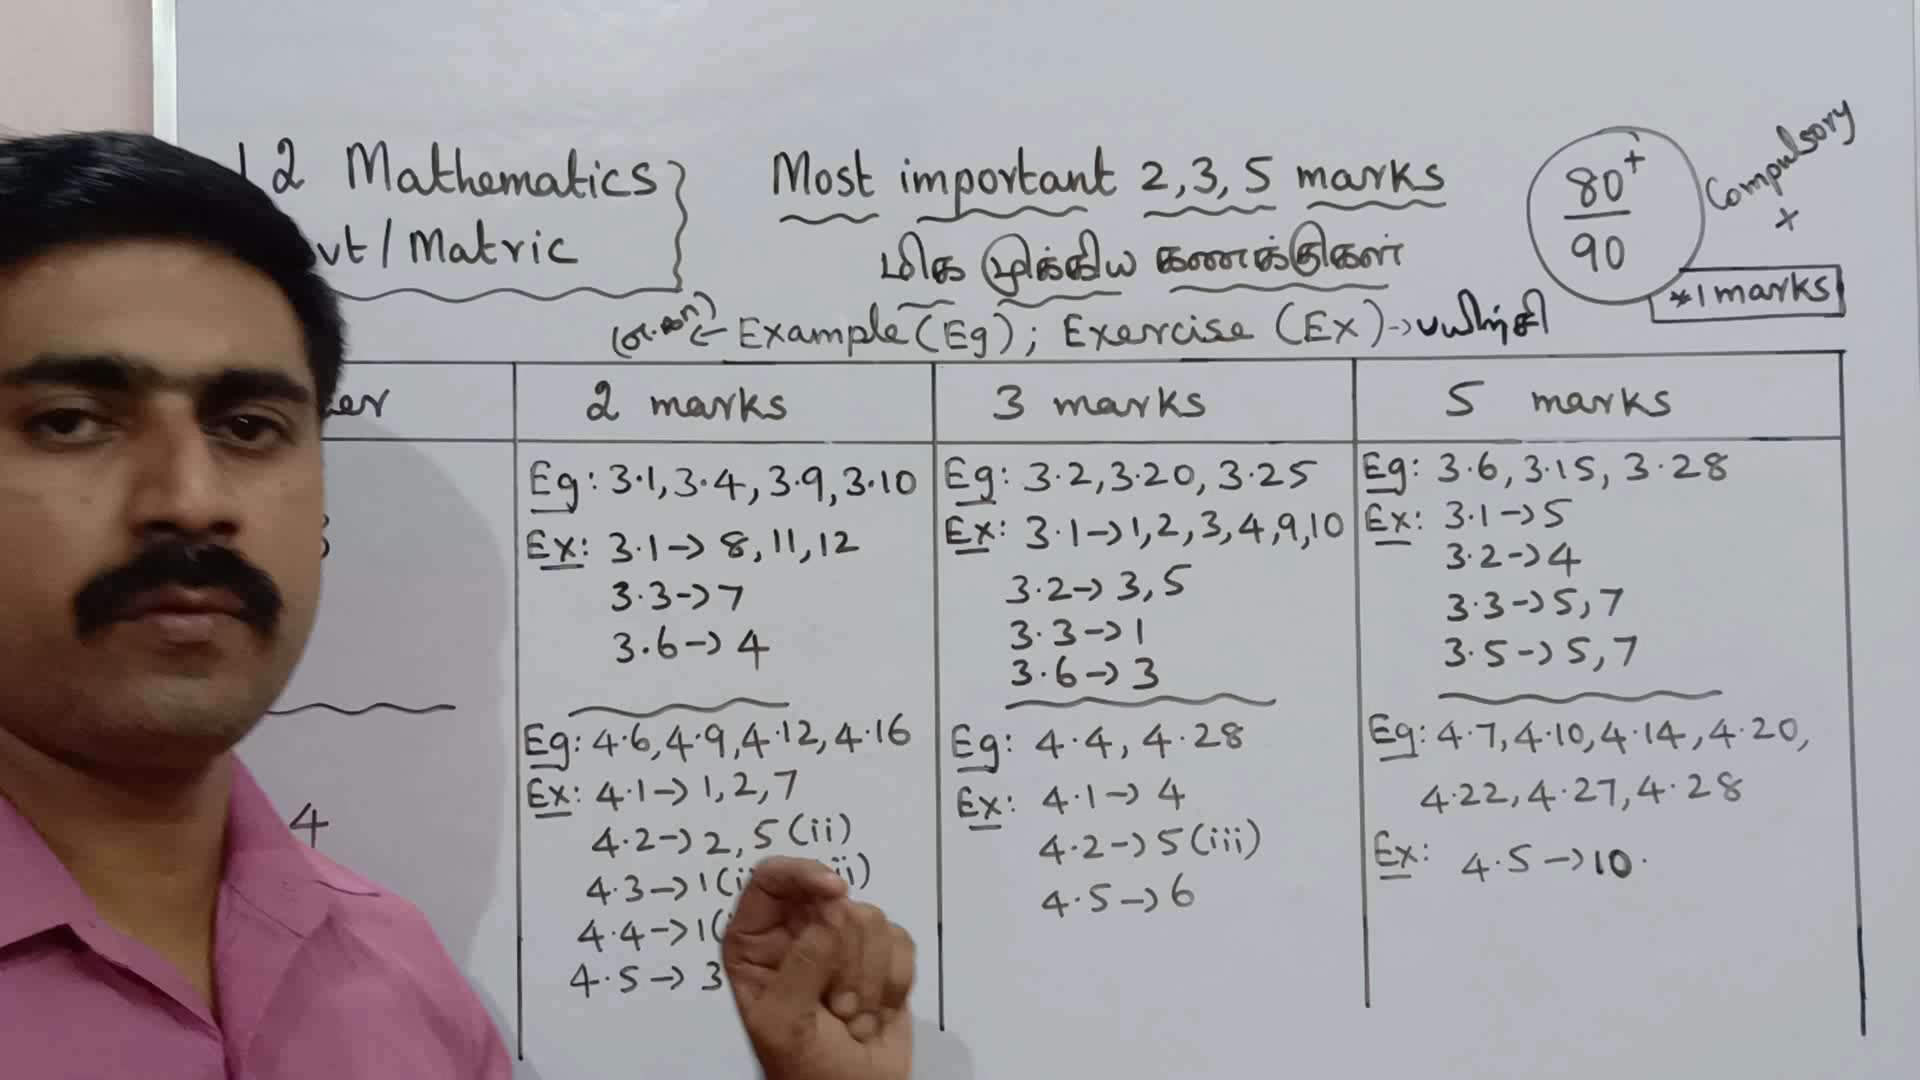 12 Mathematics
Most important 2, 3, 5 marks
80+
90
Compulsory
x
vt / Matric
மிக முக்கிய கணக்குகள்
*1 marks
← Example (Eg) ; Exercise (Ex) → பயிற்சி
2 marks
3 marks
5 marks
Eg: 3.1, 3.4, 3.9, 3.10
Ex: 3.1 → 8, 11, 12
3.3 → 7
3.6 → 4
Eg: 3.2, 3.20, 3.25
Ex: 3.1 → 1, 2, 3, 4, 9, 10
3.2 → 3, 5
3.3 → 1
3.6 → 3
Eg: 3.6, 3.15, 3.28
Ex: 3.1 → 5
3.2 → 4
3.3 → 5, 7
3.5 → 5, 7
4
Eg: 4.6, 4.9, 4.12, 4.16
Ex: 4.1 → 1, 2, 7
4.2 → 2, 5 (ii)
4.3 → 1(
4.4 → 1(
4.5 → 3
Eg: 4.4, 4.28
Ex: 4.1 → 4
4.2 → 5 (iii)
4.5 → 6
Eg: 4.7, 4.10, 4.14, 4.20,
4.22, 4.27, 4.28
Ex: 4.5 → 10.